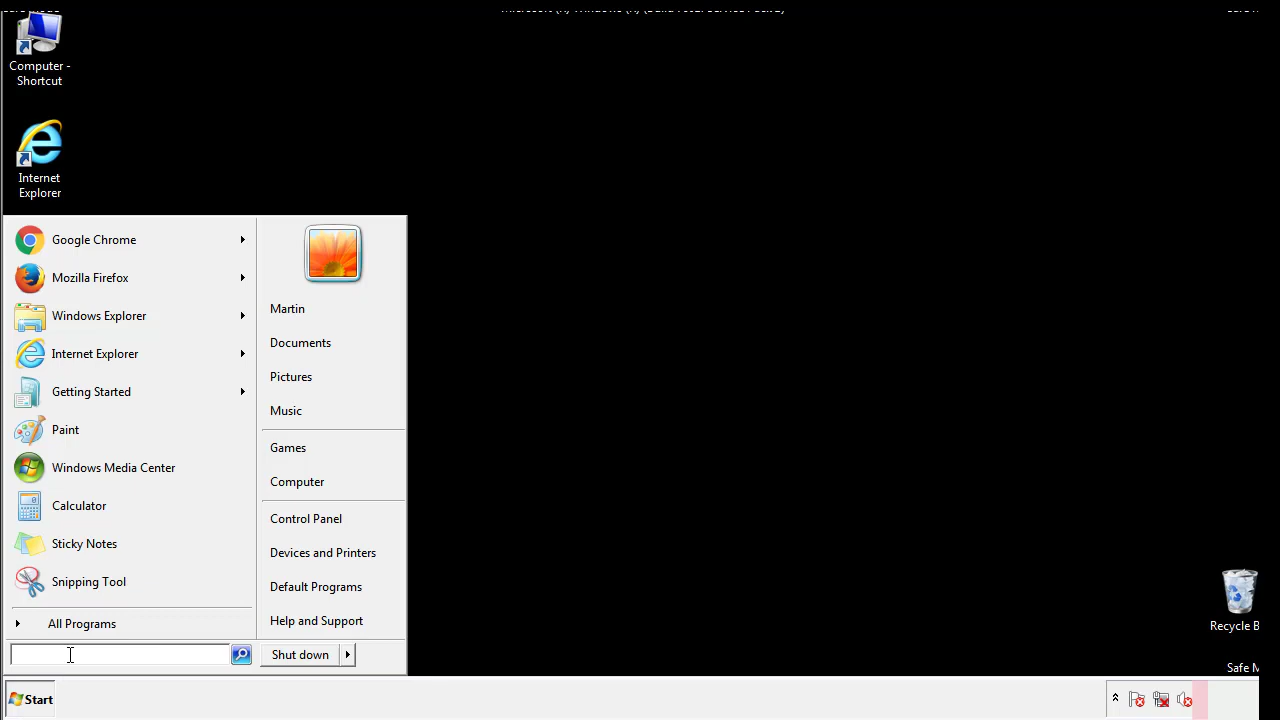 Computer -
Shortcut
Internet
Explorer
Google Chrome
Mozilla Firefox
Windows Explorer
Internet Explorer
Getting Started
Paint
Windows Media Center
Calculator
Sticky Notes
Snipping Tool
All Programs
Martin
Documents
Pictures
Music
Games
Computer
Control Panel
Devices and Printers
Default Programs
Help and Support
Shut down
Recycle B
Safe M
Start